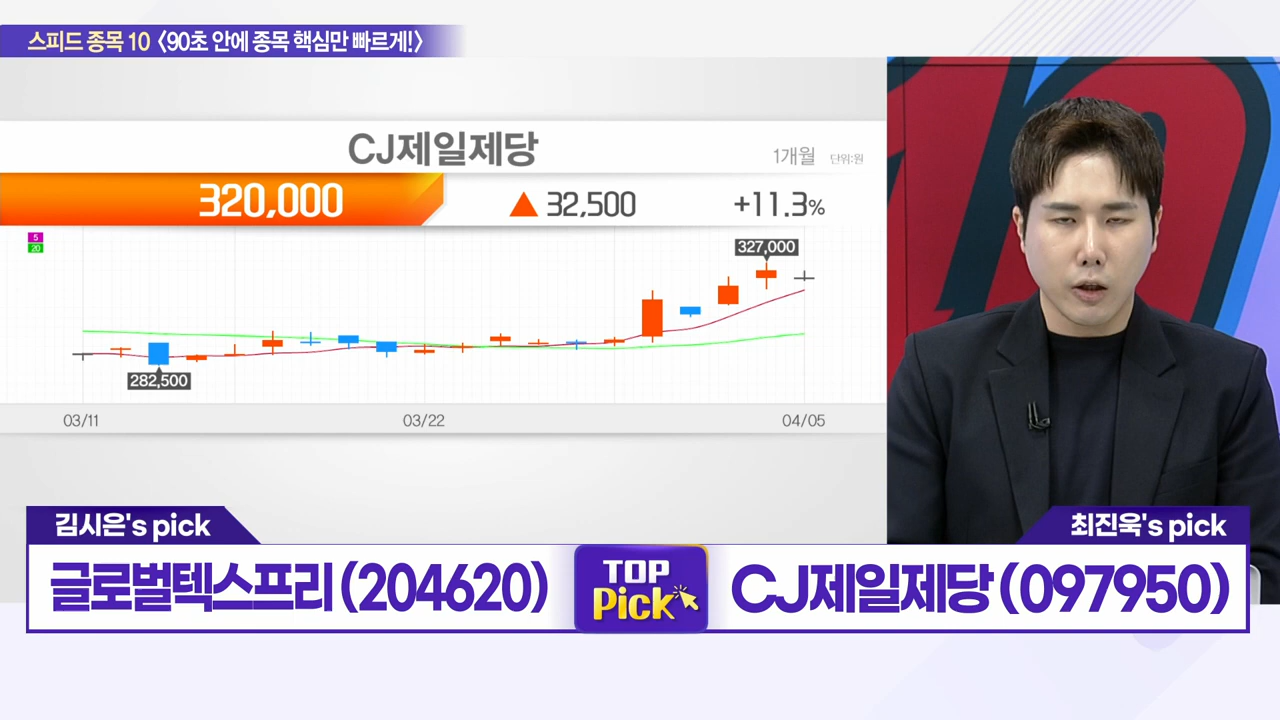 스피드 종목 10 〈90초 안에 종목 핵심만 빠르게!〉
CJ제일제당
1개월 단위:원
320,000 ▲ 32,500 +11.3%
5
20
327,000
282,500
03/11 03/22 04/05
김시은's pick
최진욱's pick
글로벌텍스프리(204620)
TOP
Pick
CJ제일제당(097950)